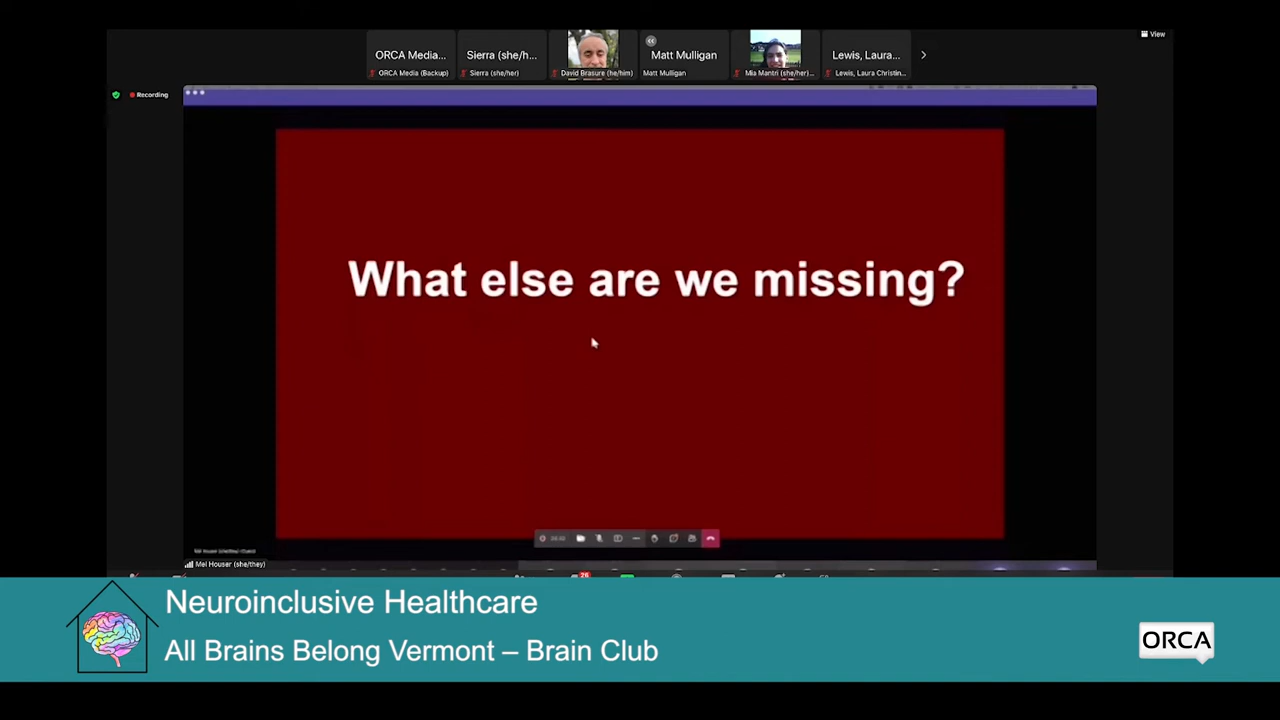 View
ORCA Media...
Sierra (she/h...
Matt Mulligan
Lewis, Laura...
ORCA Media (Backup)
Sierra (she/her)
David Brasure (he/him)
Matt Mulligan
Mia Mantri (she/her)...
Lewis, Laura Christin...
Recording
What else are we missing?
Mel Houser (she/they)
26
Neuroinclusive Healthcare
All Brains Belong Vermont – Brain Club
ORCA